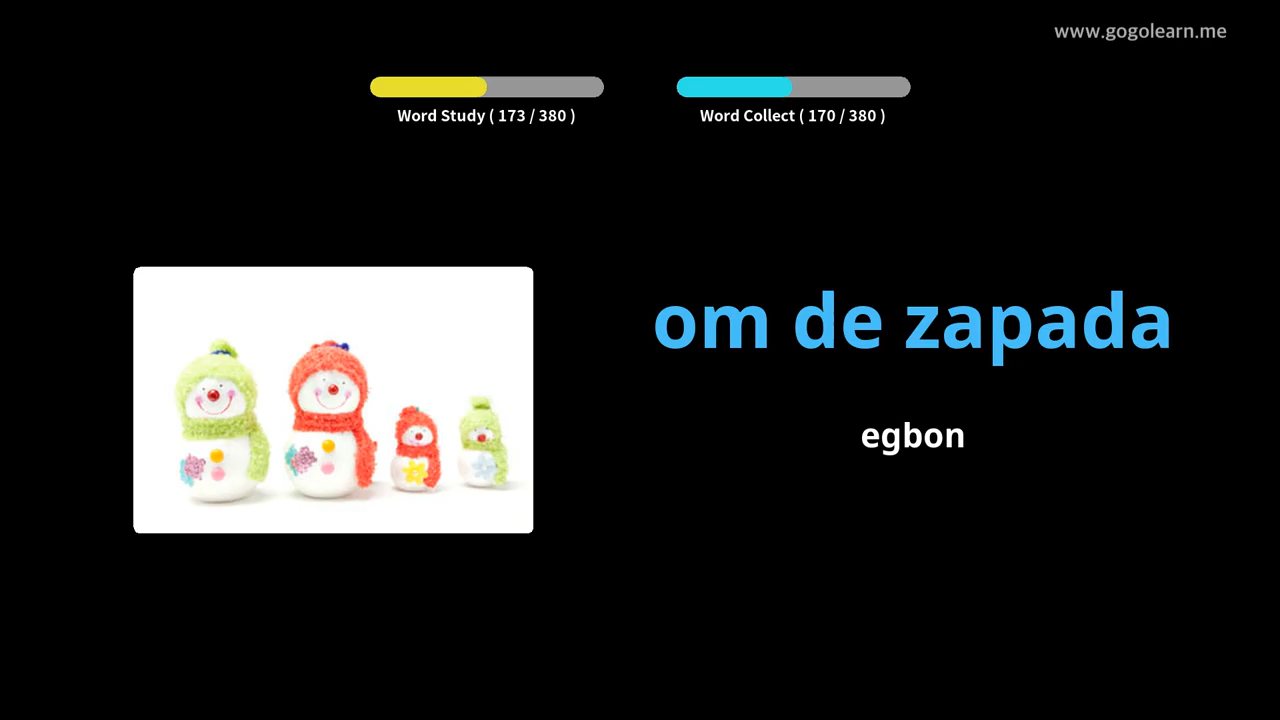 www.gogolearn.me
Word Study ( 173 / 380 )
Word Collect ( 170 / 380 )
om de zapada
egbon